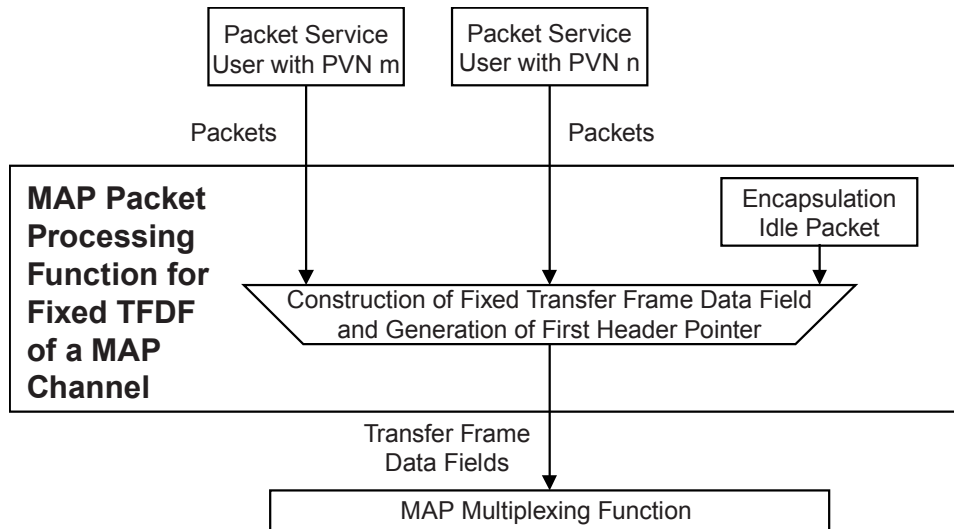 Packet Service
User with PVN m
Packet Service
User with PVN n
Packets
Packets
MAP Packet
Processing
Function for
Fixed TFDF
of a MAP
Channel
Encapsulation
Idle Packet
Construction of Fixed Transfer Frame Data Field
and Generation of First Header Pointer
Transfer Frame
Data Fields
MAP Multiplexing Function